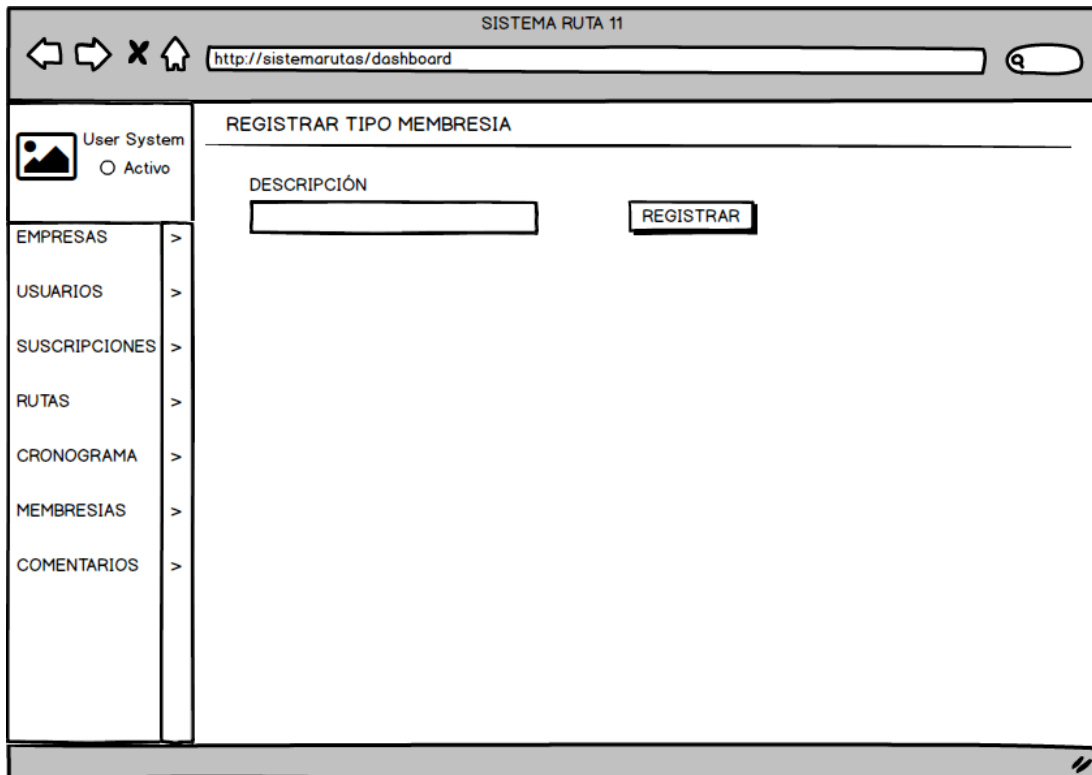 SISTEMA RUTA 11
http://sistemarutas/dashboard
User System
Activo
REGISTRAR TIPO MEMBRESIA
DESCRIPCIÓN
REGISTRAR
EMPRESAS >
USUARIOS >
SUSCRIPCIONES >
RUTAS >
CRONOGRAMA >
MEMBRESIAS >
COMENTARIOS >